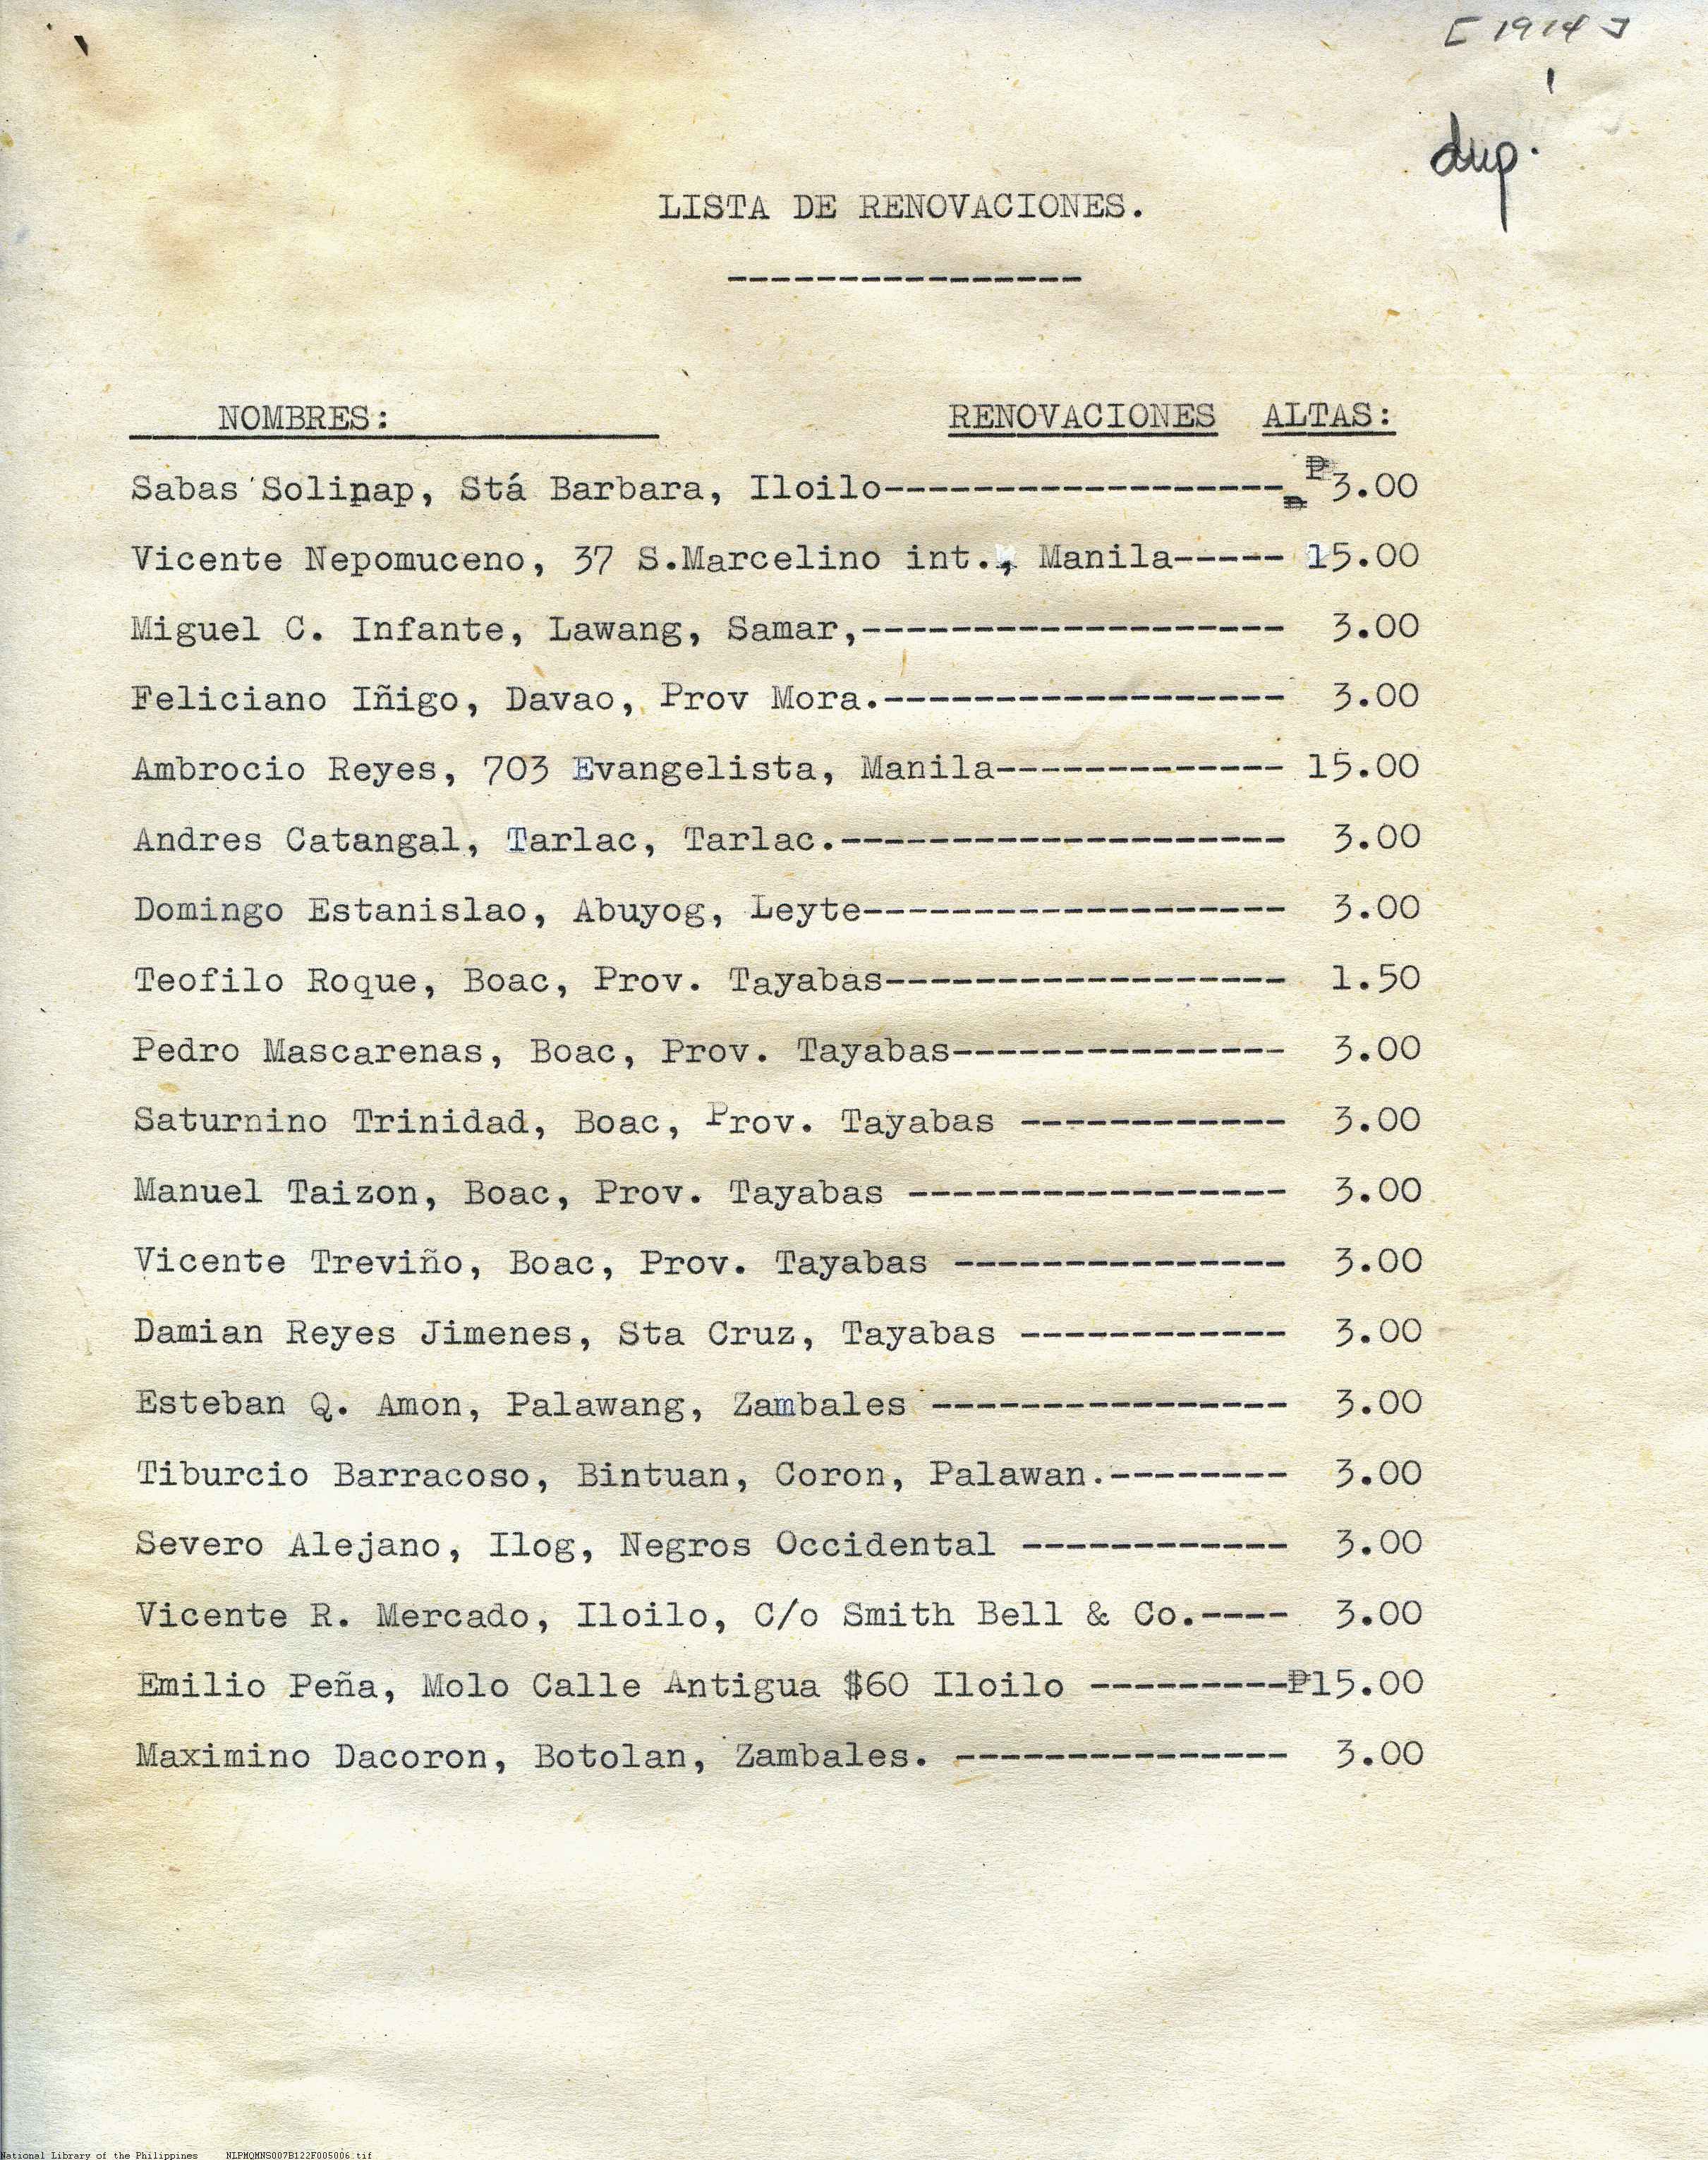 [ 1914 ]
dup.
LISTA DE RENOVACIONES.
----------------
NOMBRES: RENOVACIONES ALTAS:
Sabas Solinap, Stá Barbara, Iloilo------------------ ₱3.00
Vicente Nepomuceno, 37 S.Marcelino int., Manila----- 15.00
Miguel C. Infante, Lawang, Samar,------------------- 3.00
Feliciano Iñigo, Davao, Prov Mora.------------------ 3.00
Ambrocio Reyes, 703 Evangelista, Manila------------- 15.00
Andres Catangal, Tarlac, Tarlac.-------------------- 3.00
Domingo Estanislao, Abuyog, Leyte------------------- 3.00
Teofilo Roque, Boac, Prov. Tayabas------------------ 1.50
Pedro Mascarenas, Boac, Prov. Tayabas--------------- 3.00
Saturnino Trinidad, Boac, Prov. Tayabas ------------ 3.00
Manuel Taizon, Boac, Prov. Tayabas ----------------- 3.00
Vicente Treviño, Boac, Prov. Tayabas --------------- 3.00
Damian Reyes Jimenes, Sta Cruz, Tayabas ------------ 3.00
Esteban Q. Amon, Palawang, Zambales ---------------- 3.00
Tiburcio Barracoso, Bintuan, Coron, Palawan.-------- 3.00
Severo Alejano, Ilog, Negros Occidental ------------ 3.00
Vicente R. Mercado, Iloilo, C/o Smith Bell & Co.---- 3.00
Emilio Peña, Molo Calle Antigua $60 Iloilo ---------₱15.00
Maximino Dacoron, Botolan, Zambales. --------------- 3.00
National Library of the Philippines NLPMQMNS007B122F005006.tif